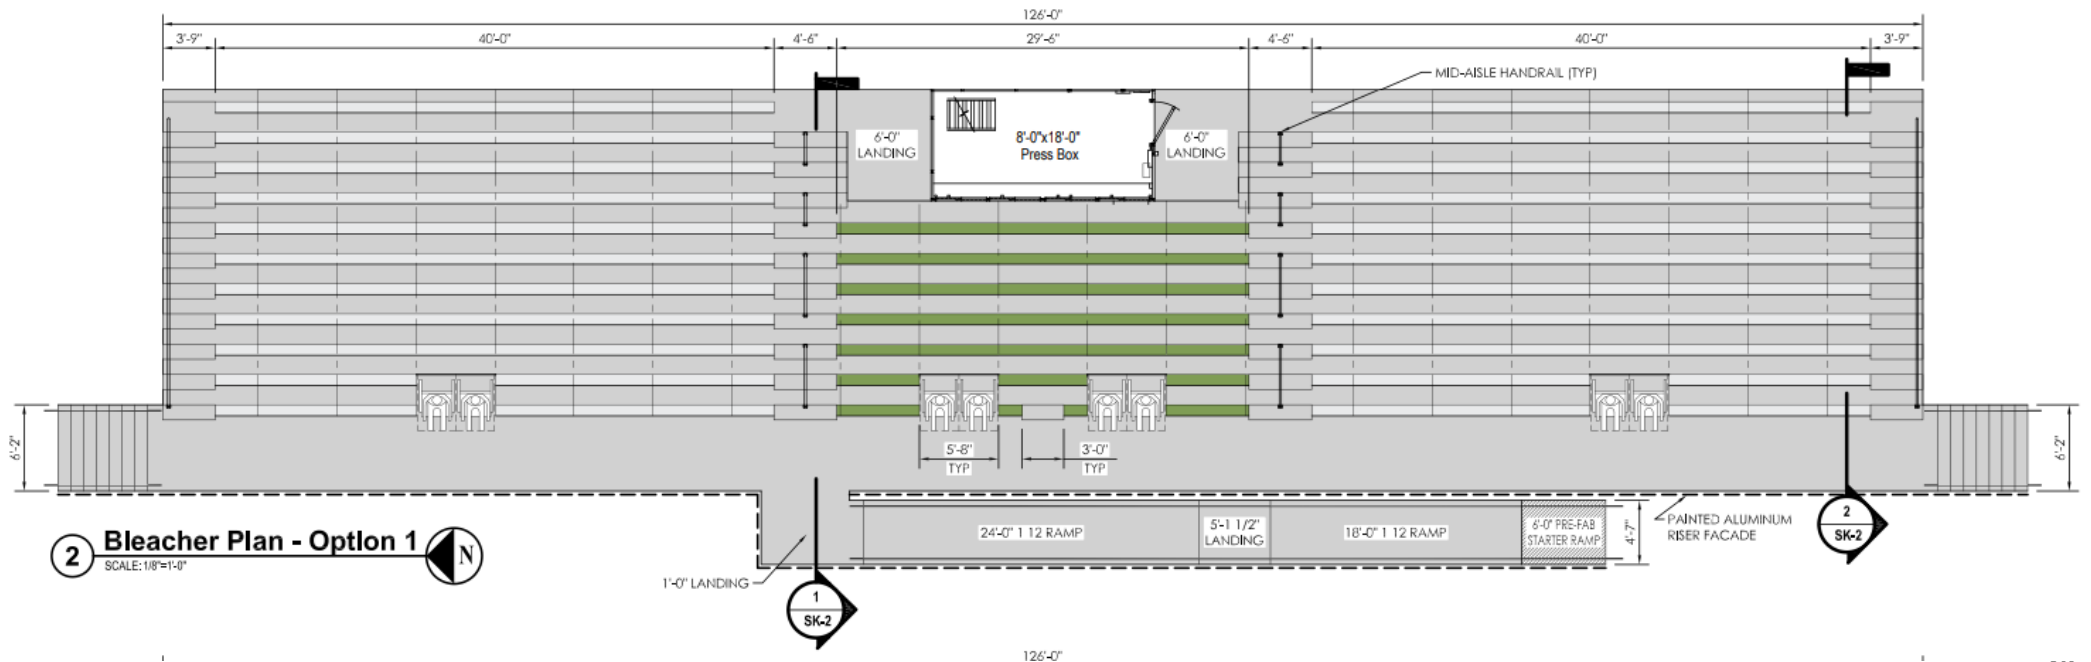 126'-0"
3'-9"
40'-0"
4'-6"
29'-6"
4'-6"
40'-0"
3'-9"
MID-AISLE HANDRAIL (TYP)
6'-0"
LANDING
8'-0"x18'-0"
Press Box
6'-0"
LANDING
6'-2"
5'-8"
TYP
3'-0"
TYP
6'-2"
24'-0" 1 12 RAMP
5'-1 1/2"
LANDING
18'-0" 1 12 RAMP
6'-0" PRE-FAB
STARTER RAMP
4'-7"
PAINTED ALUMINUM
RISER FACADE
2
SK-2
2
Bleacher Plan - Option 1
SCALE: 1/8"=1'-0"
N
1'-0" LANDING
1
SK-2
126'-0"